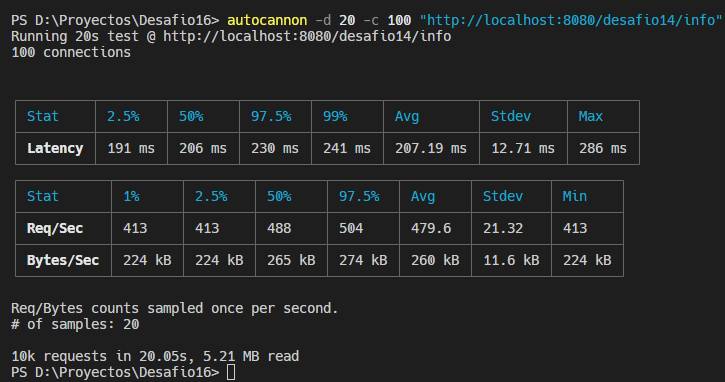 PS D:\Proyectos\Desafio16> autocannon -d 20 -c 100 "http://localhost:8080/desafio14/info"
Running 20s test @ http://localhost:8080/desafio14/info
100 connections
Stat 2.5% 50% 97.5% 99% Avg Stdev Max
Latency 191 ms 206 ms 230 ms 241 ms 207.19 ms 12.71 ms 286 ms
Stat 1% 2.5% 50% 97.5% Avg Stdev Min
Req/Sec 413 413 488 504 479.6 21.32 413
Bytes/Sec 224 kB 224 kB 265 kB 274 kB 260 kB 11.6 kB 224 kB
Req/Bytes counts sampled once per second.
# of samples: 20
10k requests in 20.05s, 5.21 MB read
PS D:\Proyectos\Desafio16>